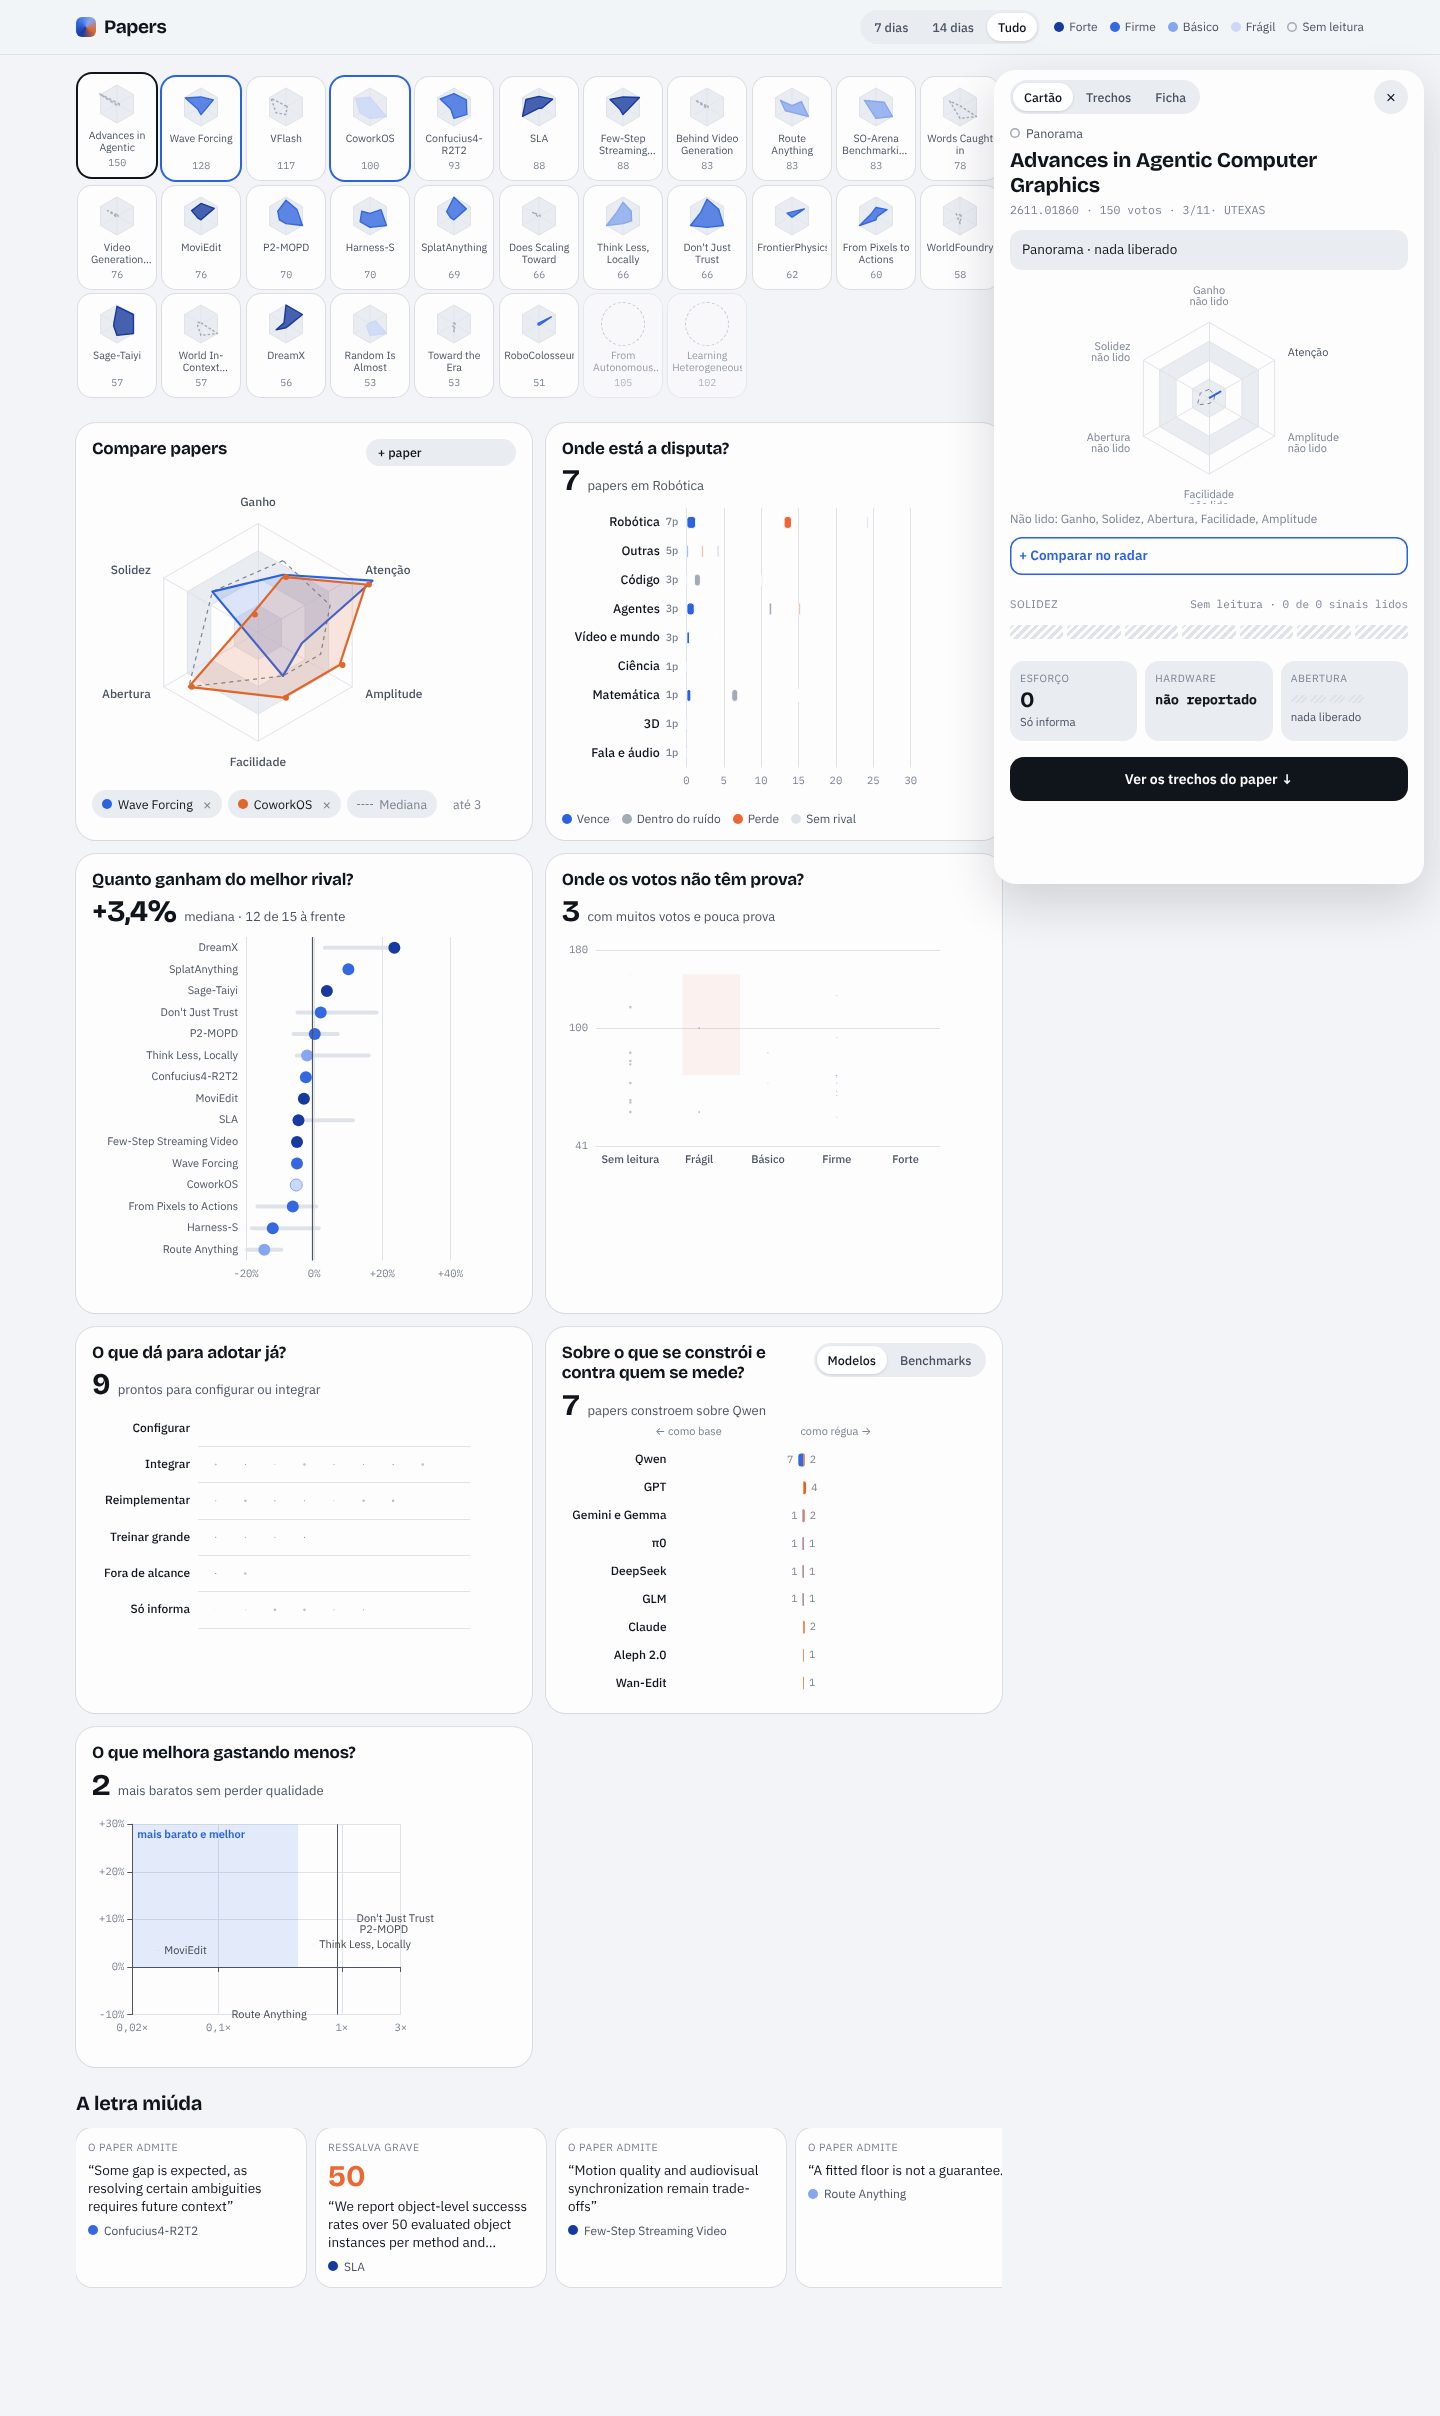 Papers
7 dias
14 dias
Tudo
Forte
Firme
Básico
Frágil
Sem leitura
Advances in
Agentic
150
Wave Forcing
128
VFlash
117
CoworkOS
100
Confucius4-
R2T2
93
SLA
88
Few-Step
Streaming...
88
Behind Video
Generation
83
Route
Anything
83
SO-Arena
Benchmarki...
83
Words Caught
in
78
Video
Generation...
76
MoviEdit
76
P2-MOPD
70
Harness-S
70
SplatAnything
69
Does Scaling
Toward
66
Think Less,
Locally
66
Don't Just
Trust
66
FrontierPhysics
62
From Pixels to
Actions
60
WorldFoundry
58
Sage-Taiyi
57
World In-
Context...
57
DreamX
56
Random Is
Almost
53
Toward the
Era
53
RoboColosseum
51
From
Autonomous..
105
Learning
Heterogeneous
102
Cartão
Trechos
Ficha
×
Panorama
Advances in Agentic Computer
Graphics
2611.01860 · 150 votos · 3/11· UTEXAS
Panorama · nada liberado
Ganho
não lido
Solidez
não lido
Atenção
Abertura
não lido
Amplitude
não lido
Facilidade
Não lido: Ganho, Solidez, Abertura, Facilidade, Amplitude
+ Comparar no radar
SOLIDEZ
Sem leitura · 0 de 0 sinais lidos
ESFORÇO
0
Só informa
HARDWARE
não reportado
ABERTURA
nada liberado
Ver os trechos do paper ↓
Compare papers
+ paper
Ganho
Solidez
Atenção
Abertura
Amplitude
Facilidade
Wave Forcing ×
CoworkOS ×
Mediana
até 3
Onde está a disputa?
7 papers em Robótica
Robótica 7p
Outras 5p
Código 3p
Agentes 3p
Vídeo e mundo 3p
Ciência 1p
Matemática 1p
3D 1p
Fala e áudio 1p
0 5 10 15 20 25 30
Vence
Dentro do ruído
Perde
Sem rival
Quanto ganham do melhor rival?
+3,4% mediana · 12 de 15 à frente
DreamX
SplatAnything
Sage-Taiyi
Don't Just Trust
P2-MOPD
Think Less, Locally
Confucius4-R2T2
MoviEdit
SLA
Few-Step Streaming Video
Wave Forcing
CoworkOS
From Pixels to Actions
Harness-S
Route Anything
-20% 0% +20% +40%
Onde os votos não têm prova?
3 com muitos votos e pouca prova
180
100
41
Sem leitura
Frágil
Básico
Firme
Forte
O que dá para adotar já?
9 prontos para configurar ou integrar
Configurar
Integrar
Reimplementar
Treinar grande
Fora de alcance
Só informa
Sobre o que se constrói e
contra quem se mede?
Modelos
Benchmarks
7 papers constroem sobre Qwen
← como base
como régua →
Qwen 7 2
GPT 4
Gemini e Gemma 1 2
π0 1 1
DeepSeek 1 1
GLM 1 1
Claude 2
Aleph 2.0 1
Wan-Edit 1
O que melhora gastando menos?
2 mais baratos sem perder qualidade
+30%
mais barato e melhor
+20%
+10%
Don't Just Trust
P2-MOPD
Think Less, Locally
MoviEdit
0%
-10%
Route Anything
0,02× 0,1× 1× 3×
A letra miúda
O PAPER ADMITE
“Some gap is expected, as
resolving certain ambiguities
requires future context”
Confucius4-R2T2
RESSALVA GRAVE
50
“We report object-level successs
rates over 50 evaluated object
instances per method and...
SLA
O PAPER ADMITE
“Motion quality and audiovisual
synchronization remain trade-
offs”
Few-Step Streaming Video
O PAPER ADMITE
“A fitted floor is not a guarantee.
Route Anything